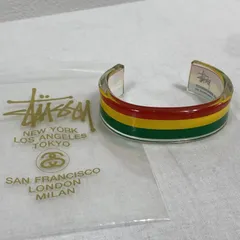 Stüssy
NEW YORK
LOS ANGELES
TOKYO
SAN FRANCISCO
LONDON
MILAN